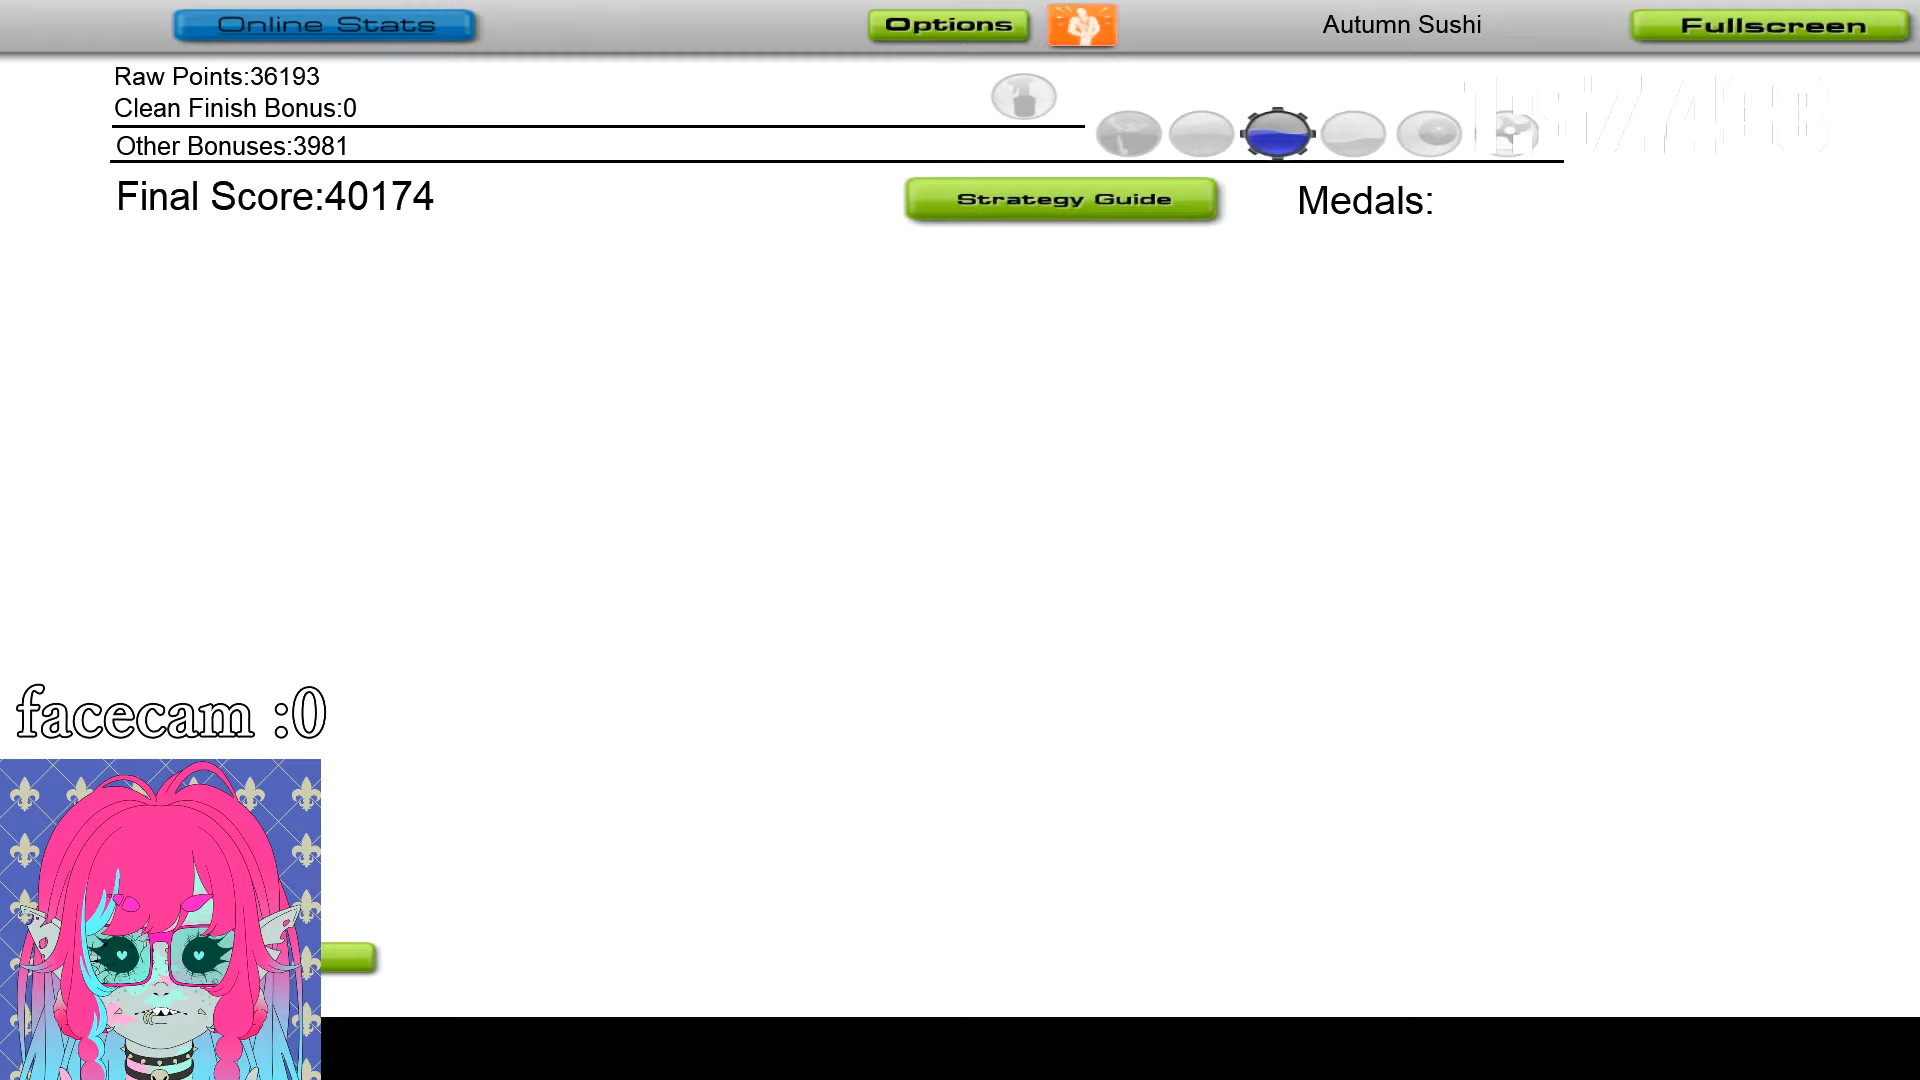 Online Stats
Options
Autumn Sushi
Fullscreen
Raw Points:36193
Clean Finish Bonus:0
Other Bonuses:3981
Final Score:40174
Strategy Guide
Medals:
facecam :0